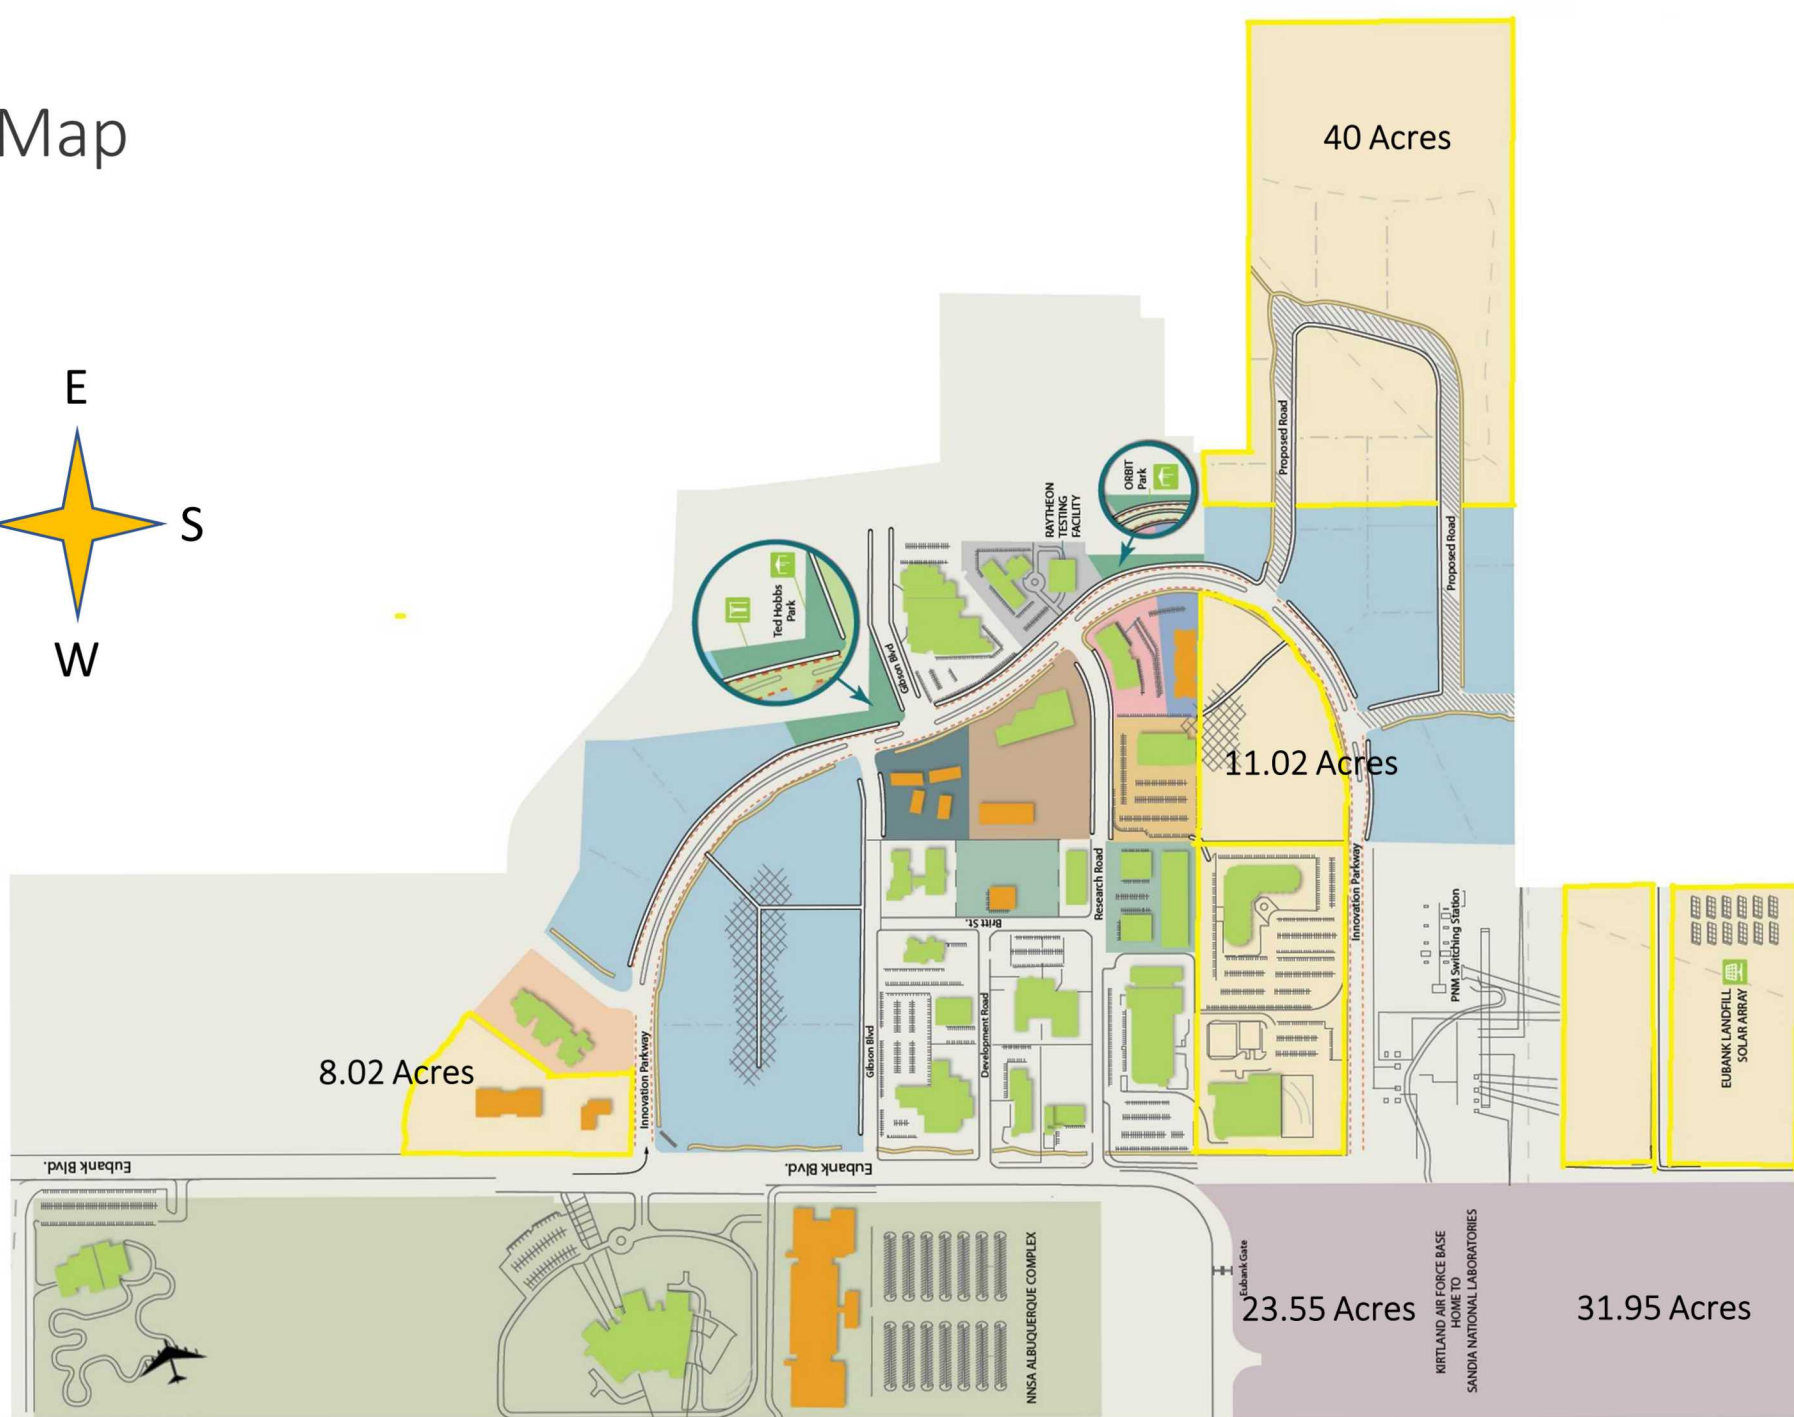 Map
40 Acres
E
S
W
ORBIT
Park
RAYTHEON
TESTING
FACILITY
Ted Hobbs
Park
Proposed Road
Proposed Road
Gibson Blvd
11.02 Acres
Research Road
Britt St.
Innovation Parkway
PNM Switching Station
EUBANK LANDFILL
SOLAR ARRAY
8.02 Acres
Innovation Parkway
Gibson Blvd
Development Road
Eubank Blvd.
Eubank Blvd.
NNSA ALBUQUERQUE COMPLEX
Eubank Gate
23.55 Acres
KIRTLAND AIR FORCE BASE
HOME TO
SANDIA NATIONAL LABORATORIES
31.95 Acres